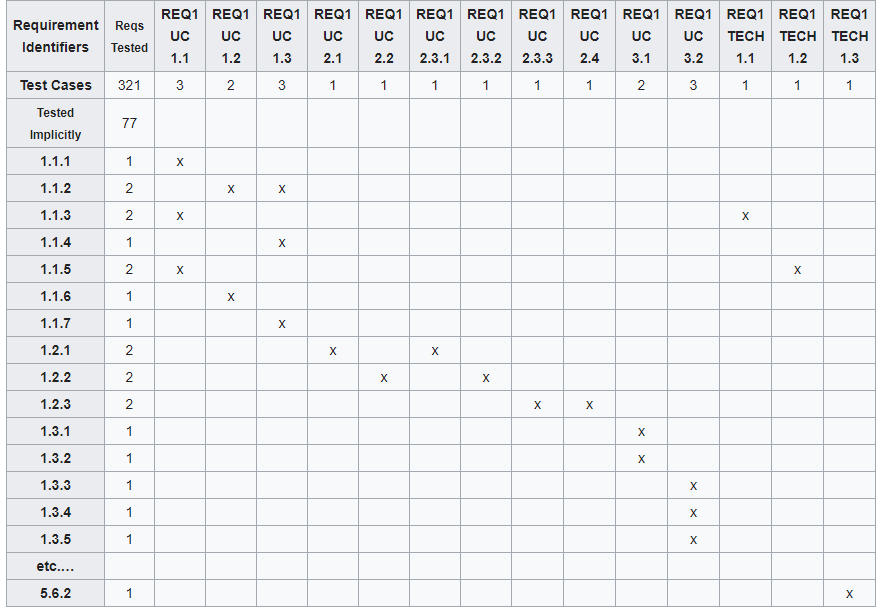 Requirement Identifiers Reqs Tested REQ1 UC 1.1 REQ1 UC 1.2 REQ1 UC 1.3 REQ1 UC 2.1 REQ1 UC 2.2 REQ1 UC 2.3.1 REQ1 UC 2.3.2 REQ1 UC 2.3.3 REQ1 UC 2.4 REQ1 UC 3.1 REQ1 UC 3.2 REQ1 TECH 1.1 REQ1 TECH 1.2 REQ1 TECH 1.3
Test Cases 321 3 2 3 1 1 1 1 1 1 2 3 1 1 1
Tested Implicitly 77
1.1.1 1 x
1.1.2 2 x x
1.1.3 2 x x
1.1.4 1 x
1.1.5 2 x x
1.1.6 1 x
1.1.7 1 x
1.2.1 2 x x
1.2.2 2 x x
1.2.3 2 x x
1.3.1 1 x
1.3.2 1 x
1.3.3 1 x
1.3.4 1 x
1.3.5 1 x
etc....
5.6.2 1 x